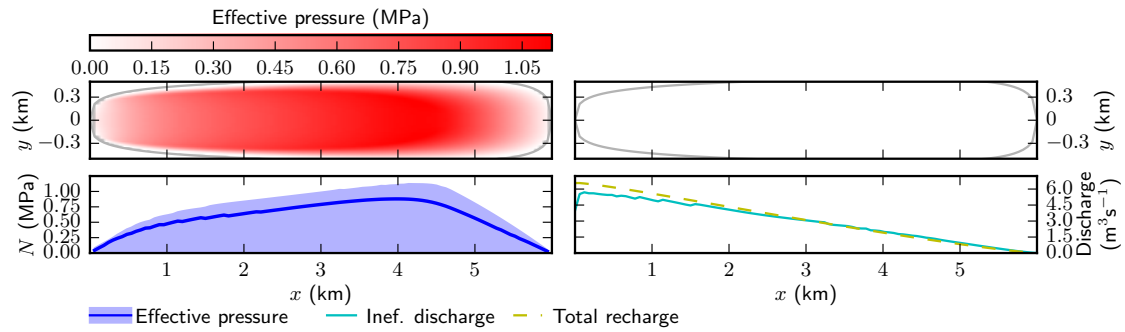 Effective pressure (MPa)
0.00 0.15 0.30 0.45 0.60 0.75 0.90 1.05
y (km)
0.3
0
−0.3
0.3
0
−0.3
y (km)
N (MPa)
1.00
0.75
0.50
0.25
0.00
6.0
4.5
3.0
1.5
0.0
Discharge
(m³s⁻¹)
1 2 3 4 5
1 2 3 4 5
x (km)
x (km)
Effective pressure Inef. discharge Total recharge